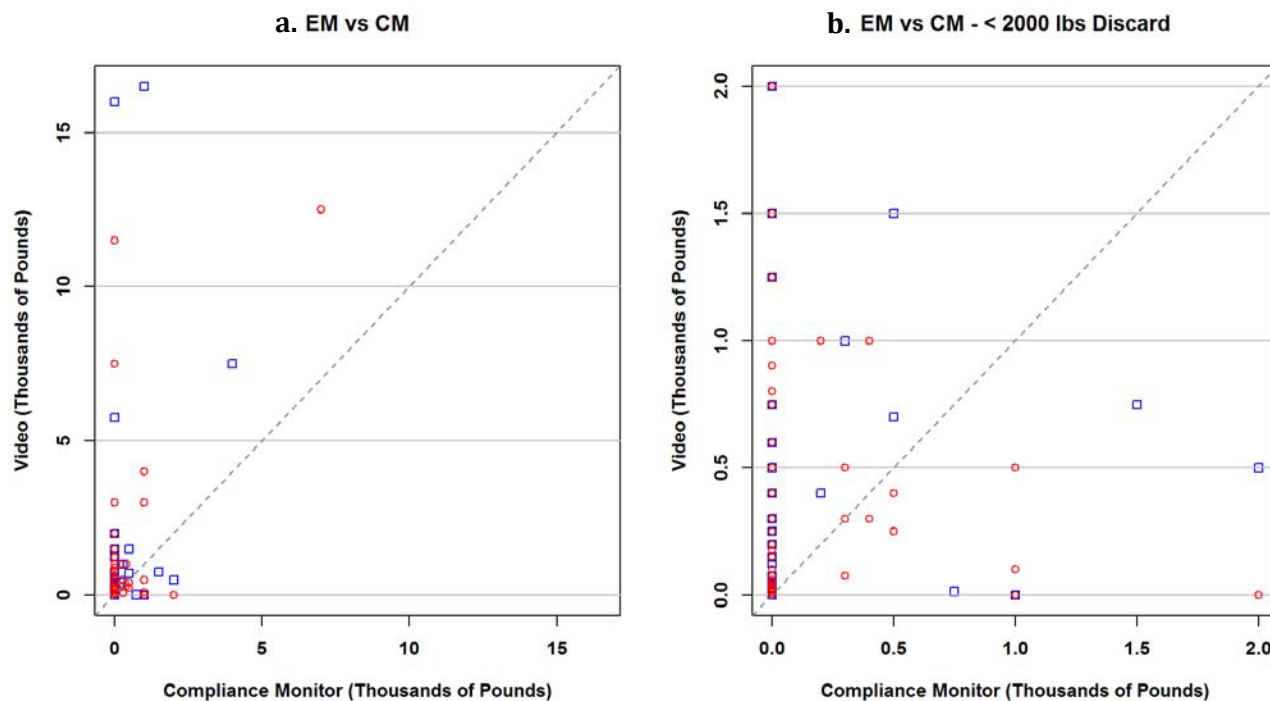 a. EM vs CM
15
10
5
0
Video (Thousands of Pounds)
0 5 10 15
Compliance Monitor (Thousands of Pounds)
b. EM vs CM - < 2000 lbs Discard
2.0
1.5
1.0
0.5
0.0
Video (Thousands of Pounds)
0.0 0.5 1.0 1.5 2.0
Compliance Monitor (Thousands of Pounds)